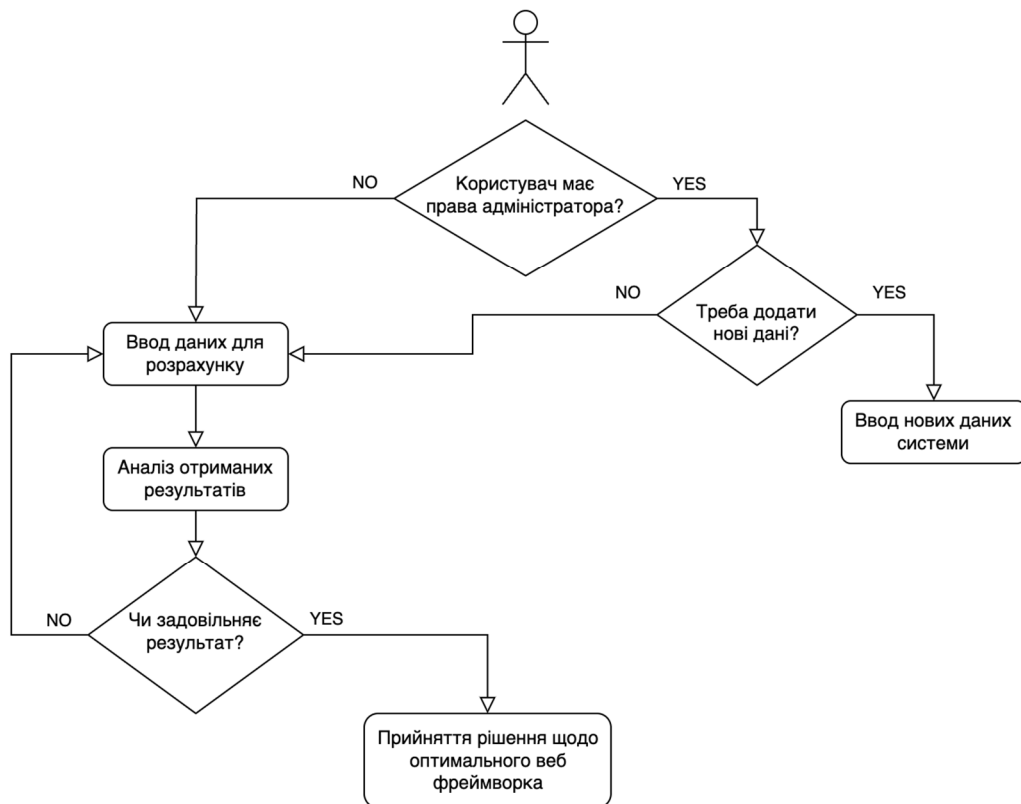 Користувач має
права адміністратора?
NO
YES
Треба додати
нові дані?
NO
YES
Ввод даних для
розрахунку
Ввод нових даних
системи
Аналіз отриманих
результатів
Чи задовільняє
результат?
NO
YES
Прийняття рішення щодо
оптимального веб
фреймворка